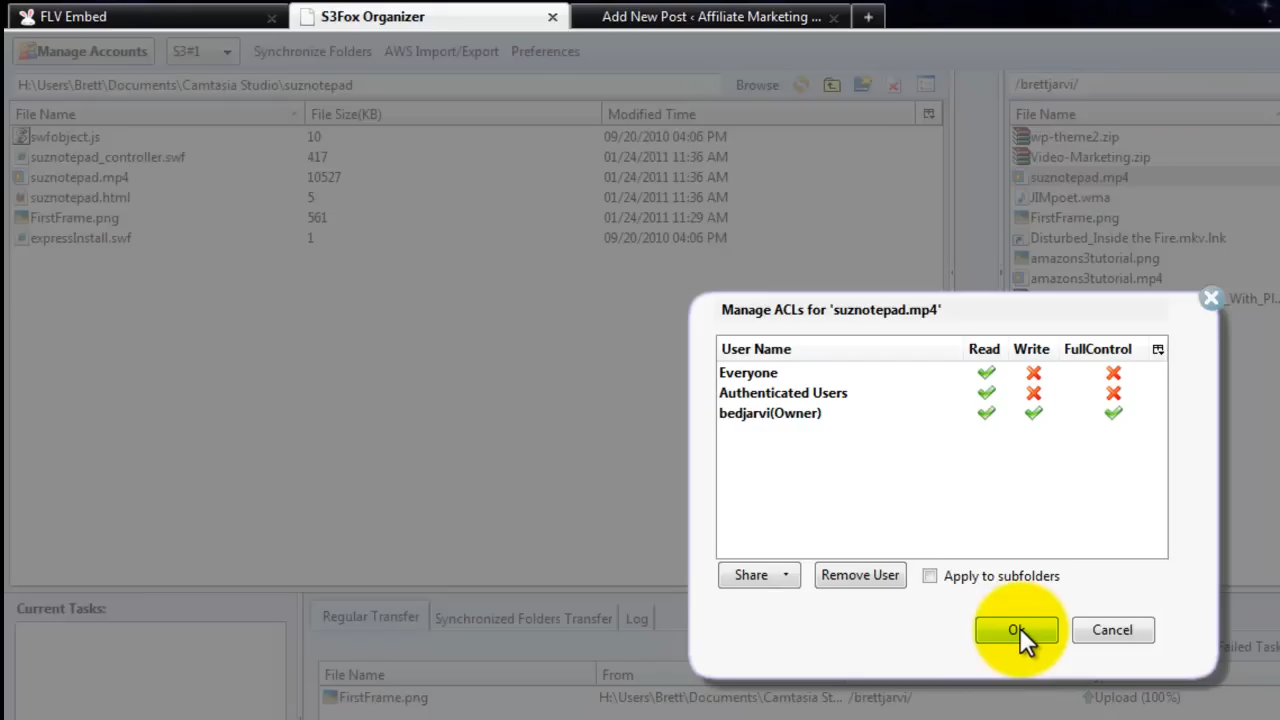 FLV Embed
S3Fox Organizer
Add New Post ‹ Affiliate Marketing ...
Manage Accounts S3#1 Synchronize Folders AWS Import/Export Preferences
H:\Users\Brett\Documents\Camtasia Studio\suznotepad Browse /brettjarvi/
File Name File Size(KB) Modified Time File Name
swfobject.js 10 09/20/2010 04:06 PM wp-theme2.zip
suznotepad_controller.swf 417 01/24/2011 11:36 AM Video-Marketing.zip
suznotepad.mp4 10527 01/24/2011 11:36 AM suznotepad.mp4
suznotepad.html 5 01/24/2011 11:36 AM JIMpoet.wma
FirstFrame.png 561 01/24/2011 11:29 AM FirstFrame.png
expressInstall.swf 1 09/20/2010 04:06 PM Disturbed_Inside the Fire.mkv.lnk
amazons3tutorial.png
amazons3tutorial.mp4
_With_Pl...
Manage ACLs for 'suznotepad.mp4'
User Name Read Write FullControl
Everyone
Authenticated Users
bedjarvi(Owner)
Share Remove User Apply to subfolders
Ok Cancel
Current Tasks:
Regular Transfer Synchronized Folders Transfer Log Failed Task
File Name From
FirstFrame.png H:\Users\Brett\Documents\Camtasia St... /brettjarvi/ Upload (100%)